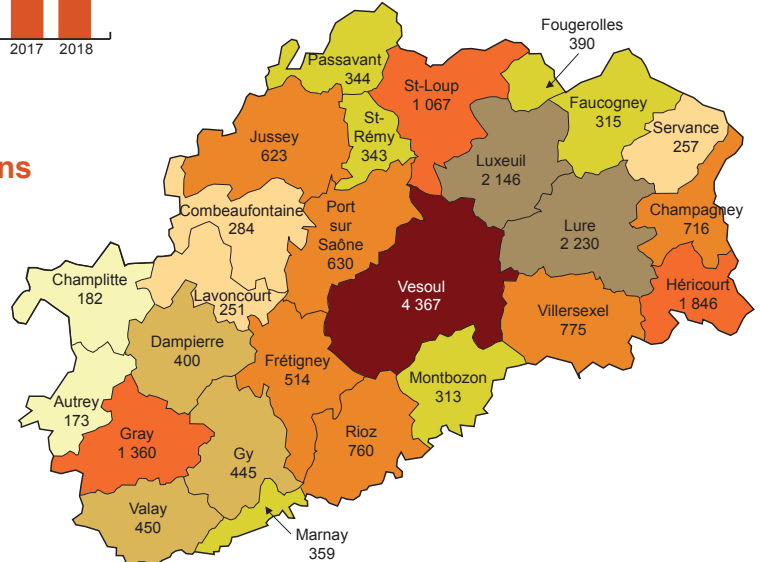 2017 2018
ns
Fougerolles
390
Passavant
344
St-Loup
1 067
Faucogney
315
St-
Rémy
343
Servance
257
Jussey
623
Luxeuil
2 146
Combeaufontaine
284
Port
sur
Saône
630
Lure
2 230
Champagney
716
Champlitte
182
Lavoncourt
251
Vesoul
4 367
Héricourt
1 846
Villersexel
775
Dampierre
400
Frétigney
514
Montbozon
313
Autrey
173
Gray
1 360
Gy
445
Rioz
760
Valay
450
Marnay
359